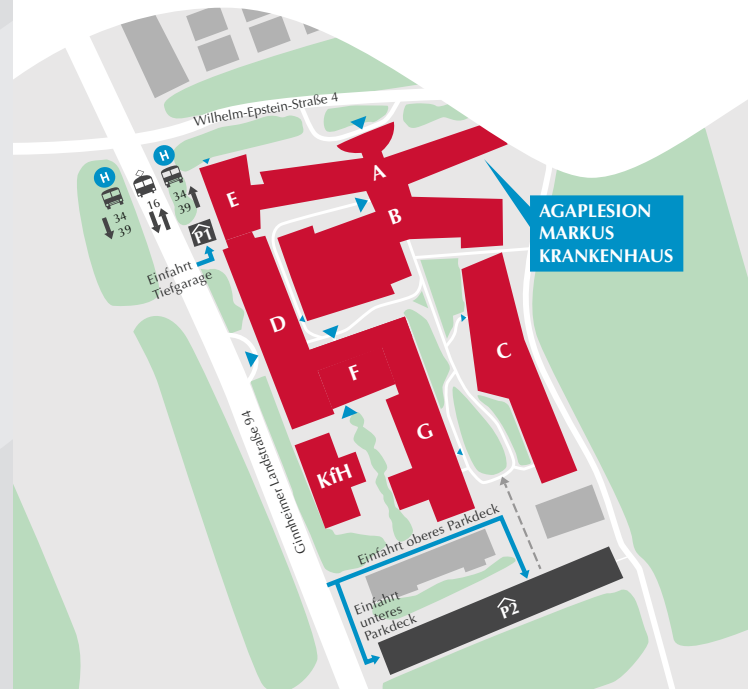 Wilhelm-Epstein-Straße 4
H
H
16
34
39
34
39
P1
Einfahrt
Tiefgarage
A
E
B
AGAPLESION
MARKUS
KRANKENHAUS
D
C
F
G
KfH
Ginnheimer Landstraße 94
Einfahrt oberes Parkdeck
Einfahrt
unteres
Parkdeck
P2